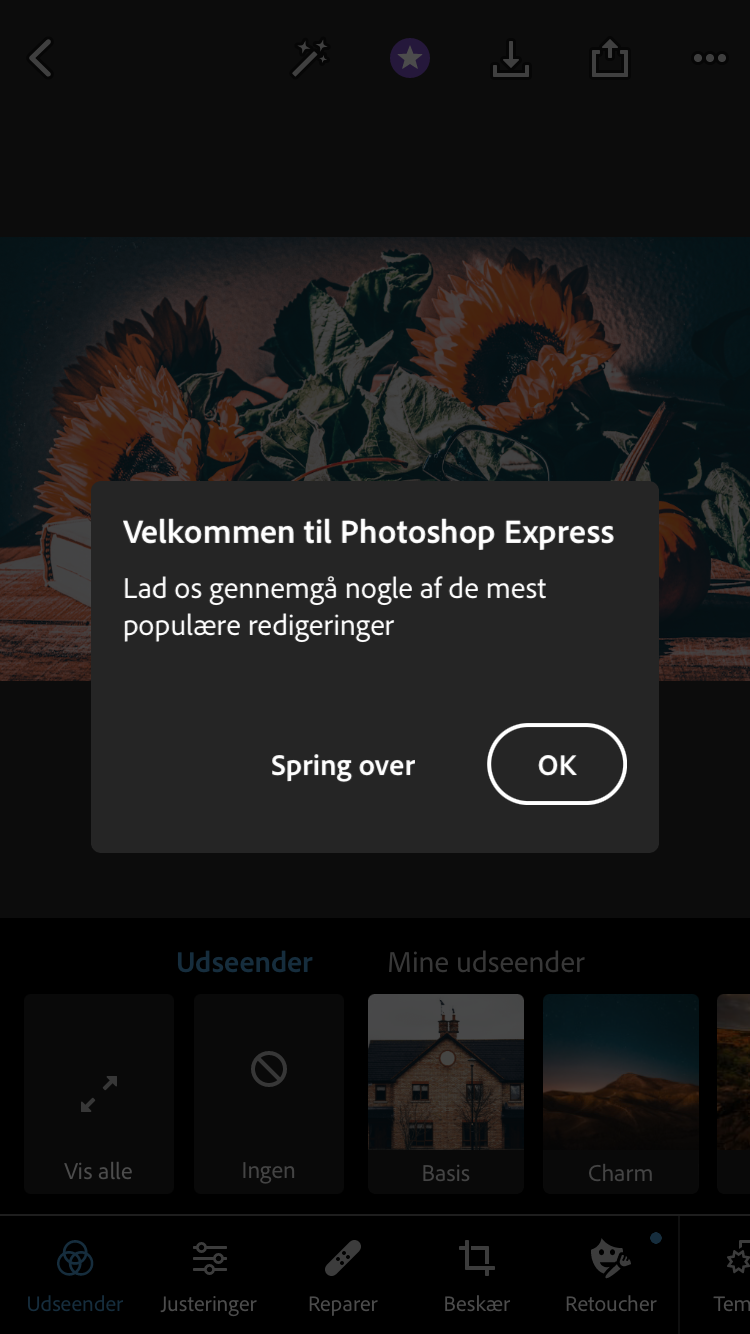 Velkommen til Photoshop Express
Lad os gennemgå nogle af de mest
populære redigeringer
Spring over
OK
Udseender
Mine udseender
Vis alle
Ingen
Basis
Charm
Udseender
Justeringer
Reparer
Beskær
Retoucher